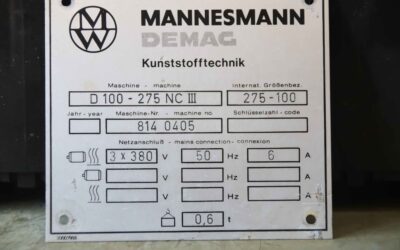 MW MANNESMANN
DEMAG
Kunststofftechnik
Maschine - machine Internat. Größenbez.
D 100 - 275 NC III 275-100
Jahr - year Maschine-Nr. - machine no Schlüsselzahl - code
814 0405
Netzanschluß - mains connection - connexion
3 x 380 V 50 Hz 6 A
V Hz A
V Hz A
0,6 t